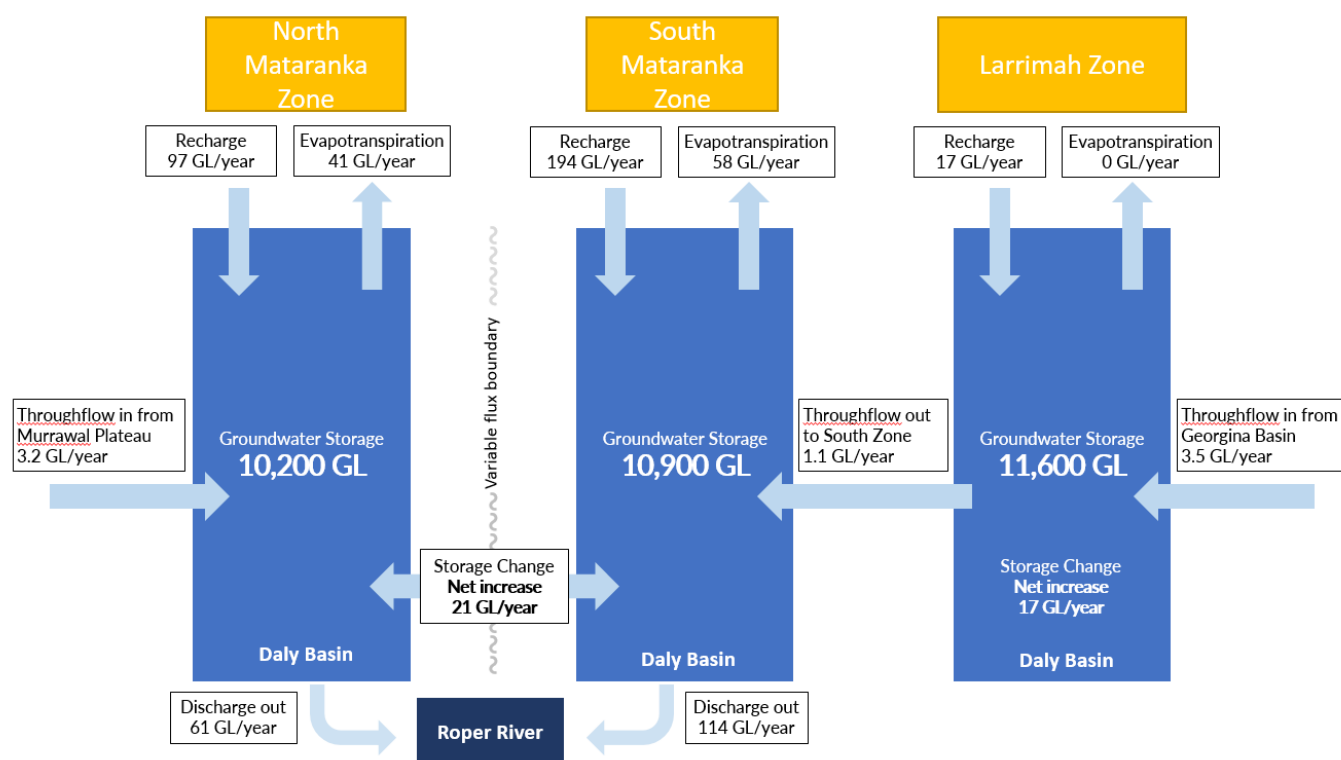 North
Mataranka
Zone
South
Mataranka
Zone
Larrimah Zone
Recharge
97 GL/year
Evapotranspiration
41 GL/year
Recharge
194 GL/year
Evapotranspiration
58 GL/year
Recharge
17 GL/year
Evapotranspiration
0 GL/year
Variable flux boundary
Throughflow in from
Murrawal Plateau
3.2 GL/year
Groundwater Storage
10,200 GL
Groundwater Storage
10,900 GL
Throughflow out
to South Zone
1.1 GL/year
Groundwater Storage
11,600 GL
Throughflow in from
Georgina Basin
3.5 GL/year
Storage Change
Net increase
21 GL/year
Storage Change
Net increase
17 GL/year
Daly Basin
Daly Basin
Daly Basin
Discharge out
61 GL/year
Roper River
Discharge out
114 GL/year